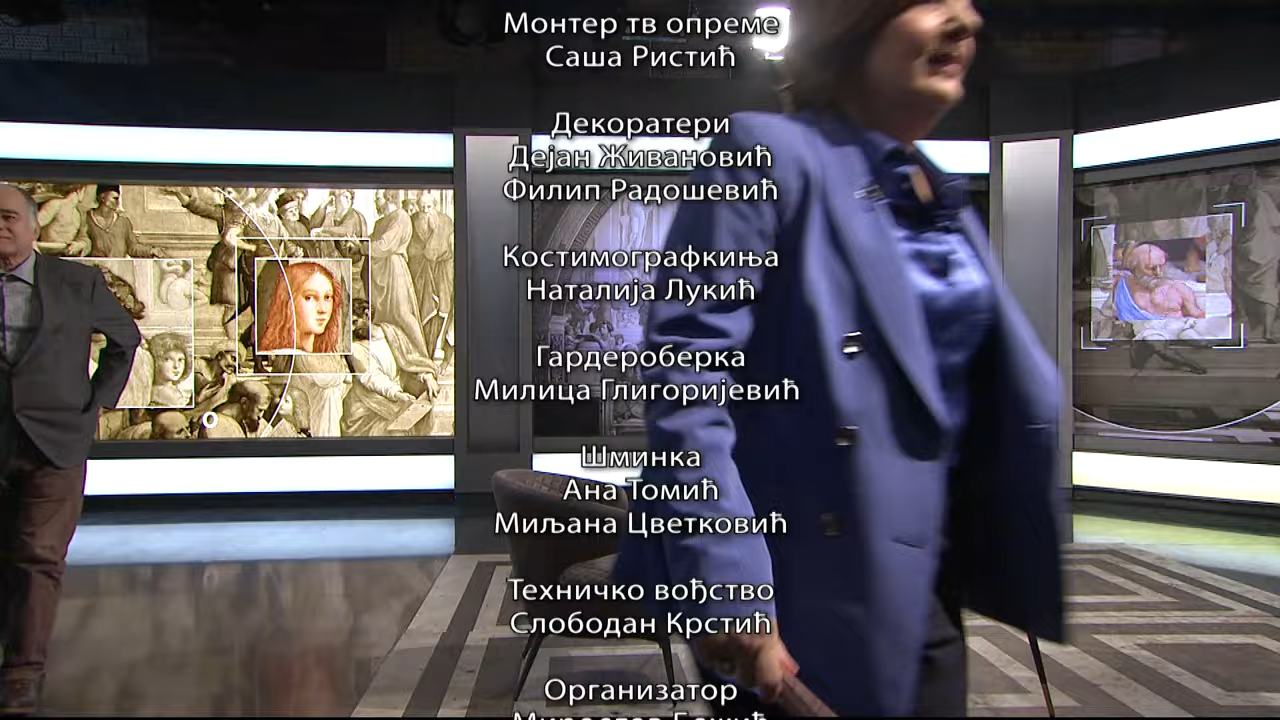 Монтер тв опреме
Саша Ристић
Декоратери
Дејан Живановић
Филип Радошевић
Костимографкиња
Наталија Лукић
Гардероберка
Милица Глигоријевић
Шминка
Ана Томић
Миљана Цветковић
Техничко вођство
Слободан Крстић
Организатор